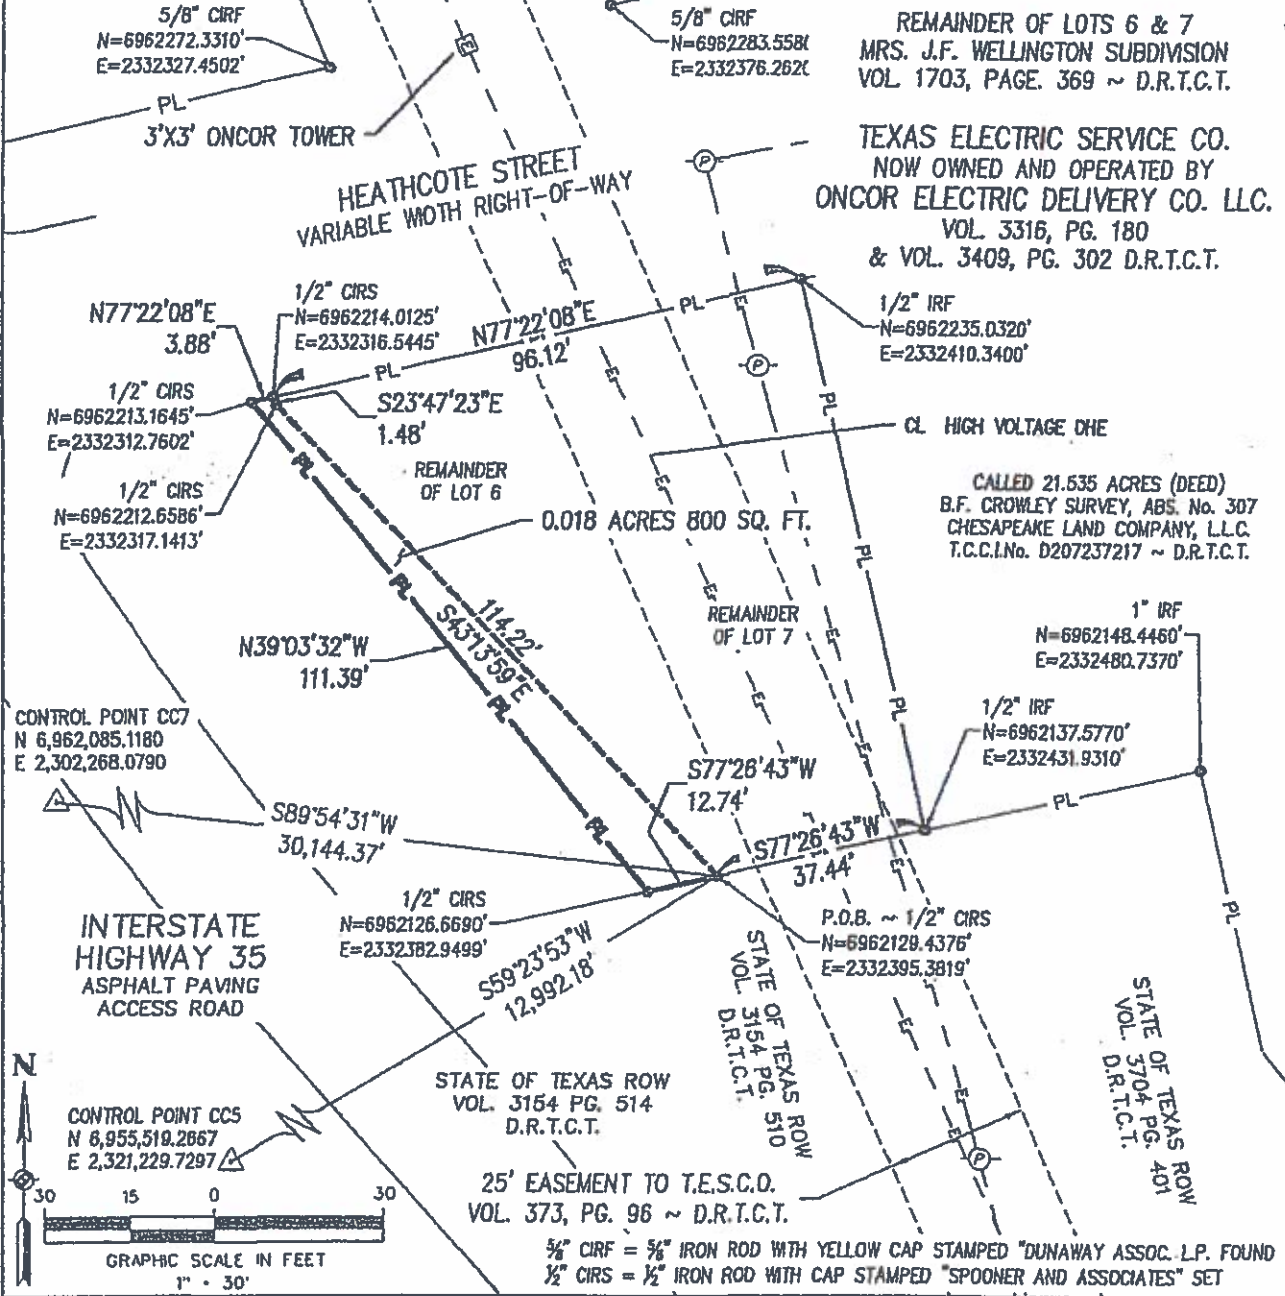 5/8" CIRF
N=6962272.3310'
E=2332327.4502'
5/8" CIRF
N=6962283.558
E=2332376.262
REMAINDER OF LOTS 6 & 7
MRS. J.F. WELLINGTON SUBDIVISION
VOL 1703, PAGE. 369 ~ D.R.T.C.T.
PL
3'X3' ONCOR TOWER
TEXAS ELECTRIC SERVICE CO.
NOW OWNED AND OPERATED BY
ONCOR ELECTRIC DELIVERY CO. LLC.
VOL. 3316, PG. 180
& VOL. 3409, PG. 302 D.R.T.C.T.
P
HEATHCOTE STREET
VARIABLE WIDTH RIGHT-OF-WAY
N77°22'08"E
3.88'
1/2" CIRS
N=6962214.0125'
E=2332316.5445'
N77°22'08"E
96.12'
PL
PL
1/2" IRF
N=6962235.0320'
E=2332410.3400'
P
1/2" CIRS
N=6962213.1645'
E=2332312.7602'
S23°47'23"E
1.48'
PL
CL HIGH VOLTAGE OHE
1/2" CIRS
N=6962212.6586'
E=2332317.1413'
PL
REMAINDER
OF LOT 6
0.018 ACRES 800 SQ. FT.
CALLED 21.535 ACRES (DEED)
B.F. CROWLEY SURVEY, ABS. No. 307
CHESAPEAKE LAND COMPANY, L.L.C.
T.C.C.I.No. D207237217 ~ D.R.T.C.T.
PL
PL
114.22'
S43°13'59"E
REMAINDER
OF LOT 7
1" IRF
N=6962148.4460'
E=2332480.7370'
N39°03'32"W
111.39'
PL
PL
1/2" IRF
N=6962137.5770'
E=2332431.9310'
CONTROL POINT CC7
N 6,962,085.1180
E 2,302,268.0790
S77°26'43"W
12.74'
PL
S89°54'31"W
30,144.37'
PL
S77°26'43"W
37.44'
1/2" CIRS
N=6962126.6690'
E=2332382.9499'
P.O.B. ~ 1/2" CIRS
N=6962129.4376'
E=2332395.3819'
PL
INTERSTATE
HIGHWAY 35
ASPHALT PAVING
ACCESS ROAD
S59°23'53"W
12,992.18'
STATE OF TEXAS ROW
VOL. 3154 PG. 510
D.R.T.C.T.
STATE OF TEXAS ROW
VOL. 3704 PG. 401
D.R.T.C.T.
N
CONTROL POINT CC5
N 6,955,519.2667
E 2,321,229.7297
STATE OF TEXAS ROW
VOL. 3154 PG. 514
D.R.T.C.T.
P
25' EASEMENT TO T.E.S.C.O.
VOL. 373, PG. 96 ~ D.R.T.C.T.
30 15 0 30
GRAPHIC SCALE IN FEET
1" = 30'
5/8" CIRF = 5/8" IRON ROD WITH YELLOW CAP STAMPED "DUNAWAY ASSOC. L.P. FOUND
1/2" CIRS = 1/2" IRON ROD WITH CAP STAMPED "SPOONER AND ASSOCIATES" SET